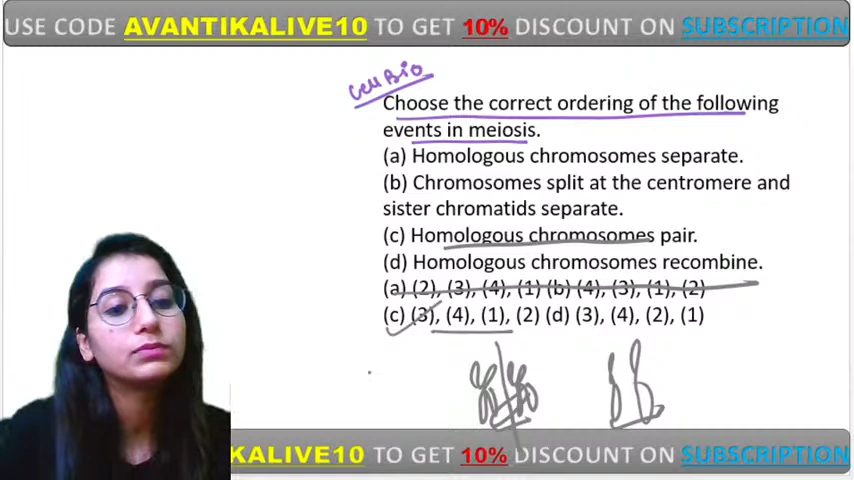 USE CODE AVANTIKALIVE10 TO GET 10% DISCOUNT ON SUBSCRIPTION
Cell Bio
Choose the correct ordering of the following
events in meiosis.
(a) Homologous chromosomes separate.
(b) Chromosomes split at the centromere and
sister chromatids separate.
(c) Homologous chromosomes pair.
(d) Homologous chromosomes recombine.
(a) (2), (3), (4), (1) (b) (4), (3), (1), (2)
(c) (3), (4), (1), (2) (d) (3), (4), (2), (1)
KALIVE10 TO GET 10% DISCOUNT ON SUBSCRIPTION